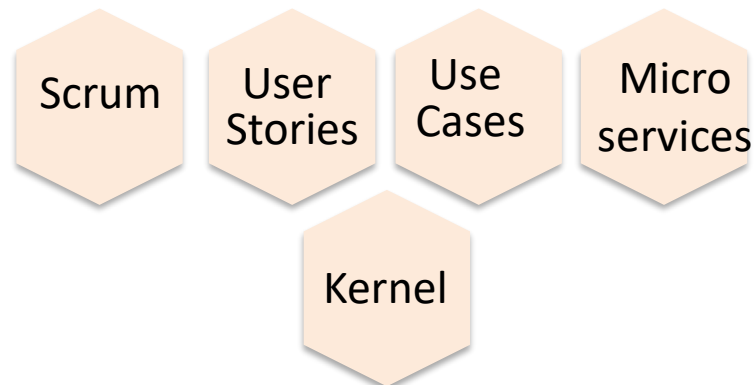 Scrum
User
Stories
Use
Cases
Micro
services
Kernel